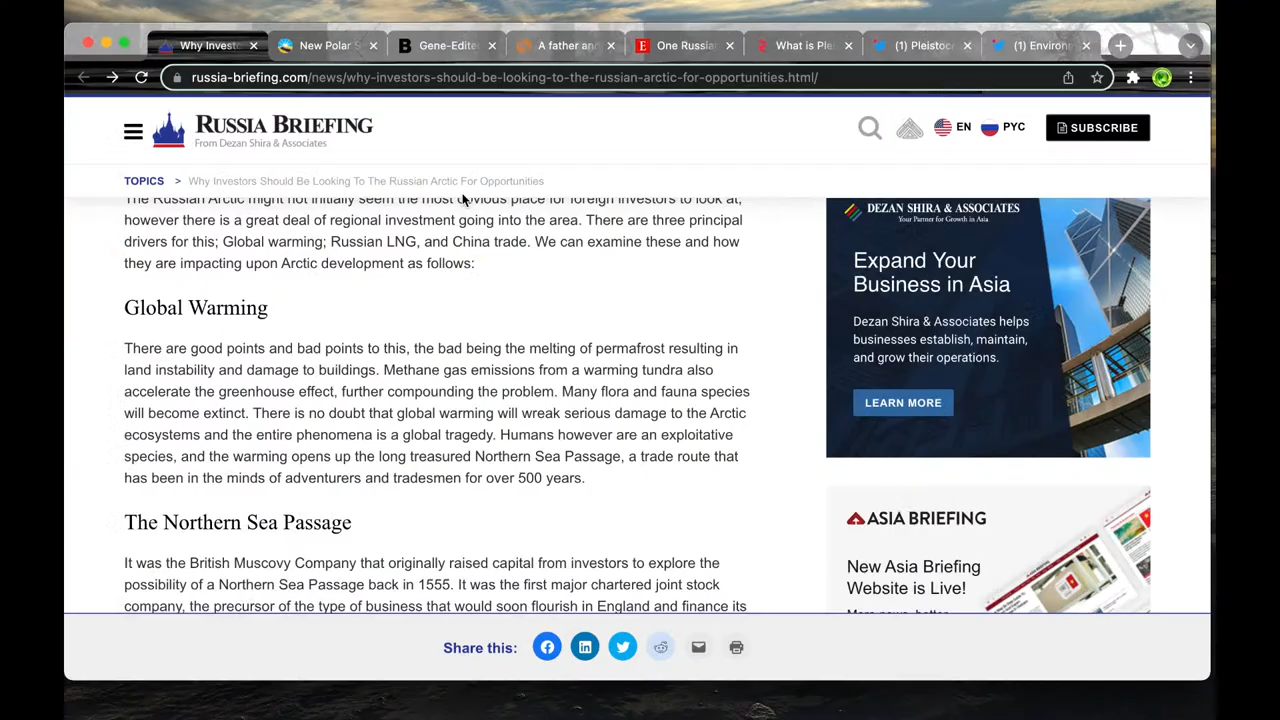 Why Investo
New Polar S
Gene-Edite
A father an
One Russia
What is Ple
(1) Pleistoc
(1) Environ
russia-briefing.com/news/why-investors-should-be-looking-to-the-russian-arctic-for-opportunities.html/
RUSSIA BRIEFING
From Dezan Shira & Associates
EN
РУС
SUBSCRIBE
TOPICS > Why Investors Should Be Looking To The Russian Arctic For Opportunities
The Russian Arctic might not initially seem the most obvious place for foreign investors to look at,
however there is a great deal of regional investment going into the area. There are three principal
drivers for this; Global warming; Russian LNG, and China trade. We can examine these and how
they are impacting upon Arctic development as follows:
Global Warming
There are good points and bad points to this, the bad being the melting of permafrost resulting in
land instability and damage to buildings. Methane gas emissions from a warming tundra also
accelerate the greenhouse effect, further compounding the problem. Many flora and fauna species
will become extinct. There is no doubt that global warming will wreak serious damage to the Arctic
ecosystems and the entire phenomena is a global tragedy. Humans however are an exploitative
species, and the warming opens up the long treasured Northern Sea Passage, a trade route that
has been in the minds of adventurers and tradesmen for over 500 years.
The Northern Sea Passage
It was the British Muscovy Company that originally raised capital from investors to explore the
possibility of a Northern Sea Passage back in 1555. It was the first major chartered joint stock
company, the precursor of the type of business that would soon flourish in England and finance its
DEZAN SHIRA & ASSOCIATES
Your Partner for Growth in Asia
Expand Your
Business in Asia
Dezan Shira & Associates helps
businesses establish, maintain,
and grow their operations.
LEARN MORE
ASIA BRIEFING
New Asia Briefing
Website is Live!
Share this: